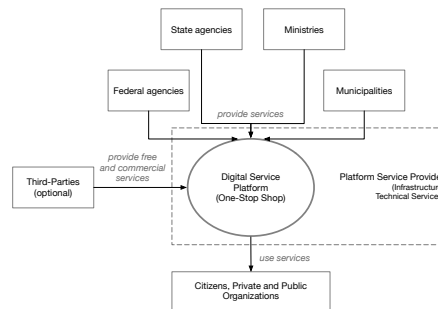 State agencies
Ministries
Federal agencies
Municipalities
provide services
provide free
and commercial
services
Third-Parties
(optional)
Digital Service
Platform
(One-Stop Shop)
Platform Service Provide
(Infrastructur
Technical Service
use services
Citizens, Private and Public
Organizations